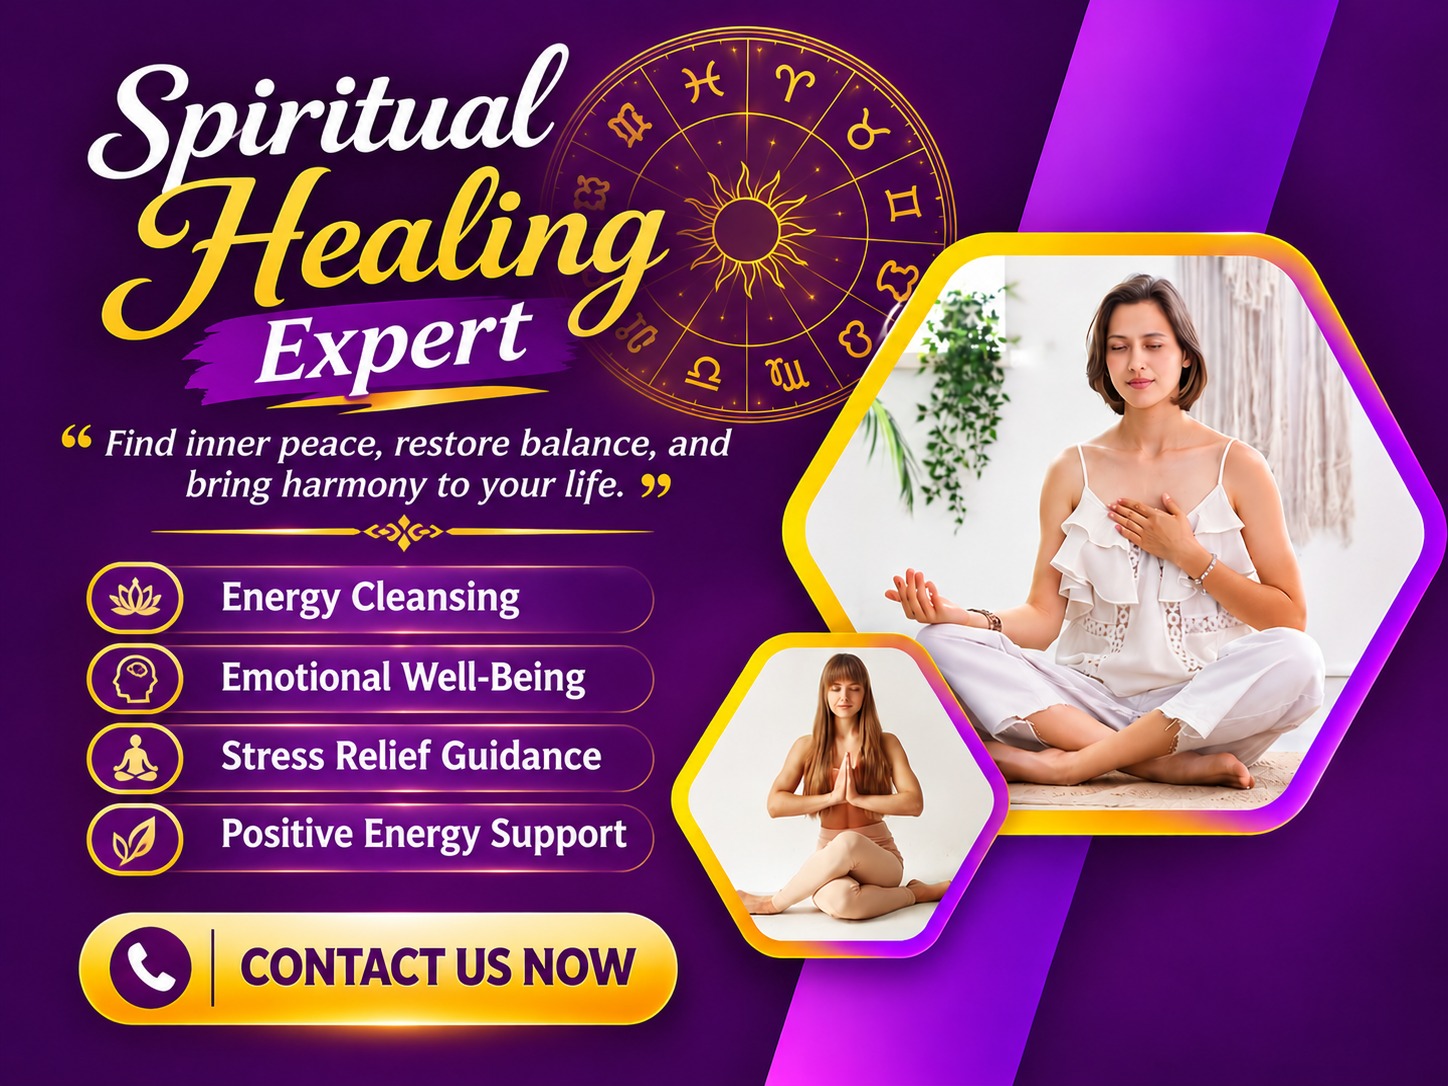 Spiritual
Healing
Expert
“ Find inner peace, restore balance, and
bring harmony to your life. ”
Energy Cleansing
Emotional Well-Being
Stress Relief Guidance
Positive Energy Support
CONTACT US NOW